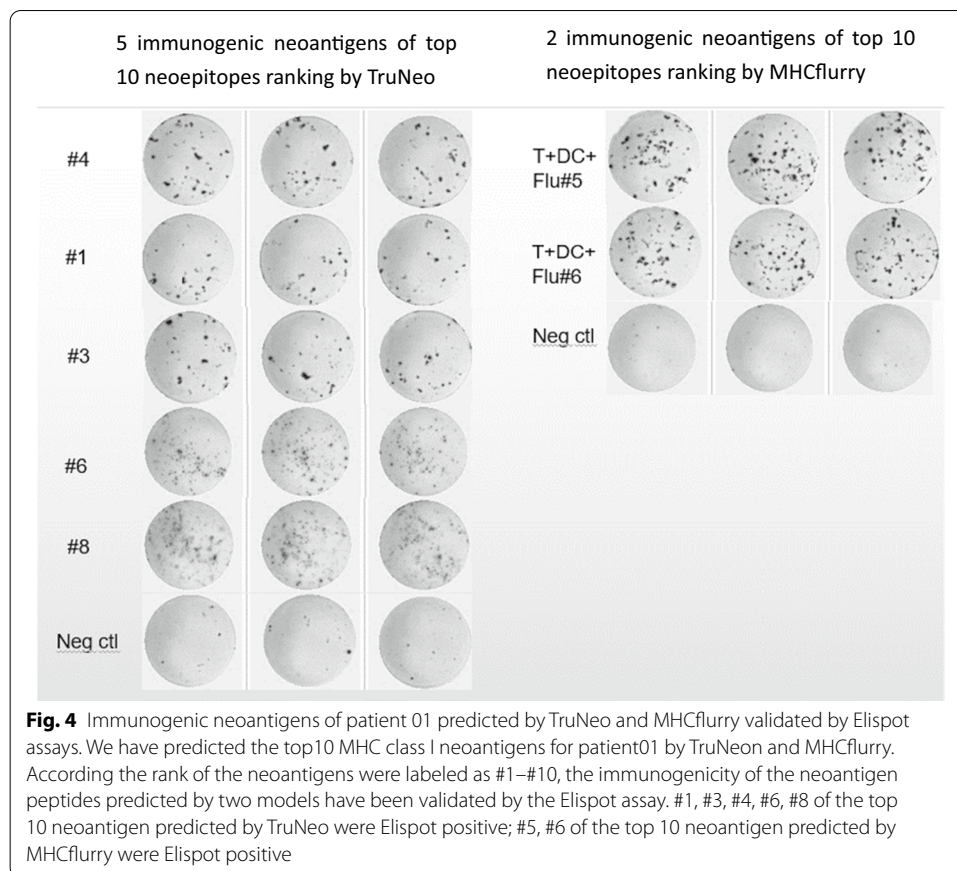 5 immunogenic neoantigens of top
10 neoepitopes ranking by TruNeo
#4
#1
#3
#6
#8
Neg ctl
2 immunogenic neoantigens of top 10
neoepitopes ranking by MHCflurry
T+DC+
Flu#5
T+DC+
Flu#6
Neg ctl
Fig. 4 Immunogenic neoantigens of patient 01 predicted by TruNeo and MHCflurry validated by Elispot
assays. We have predicted the top10 MHC class I neoantigens for patient01 by TruNeon and MHCflurry.
According the rank of the neoantigens were labeled as #1–#10, the immunogenicity of the neoantigen
peptides predicted by two models have been validated by the Elispot assay. #1, #3, #4, #6, #8 of the top
10 neoantigen predicted by TruNeo were Elispot positive; #5, #6 of the top 10 neoantigen predicted by
MHCflurry were Elispot positive